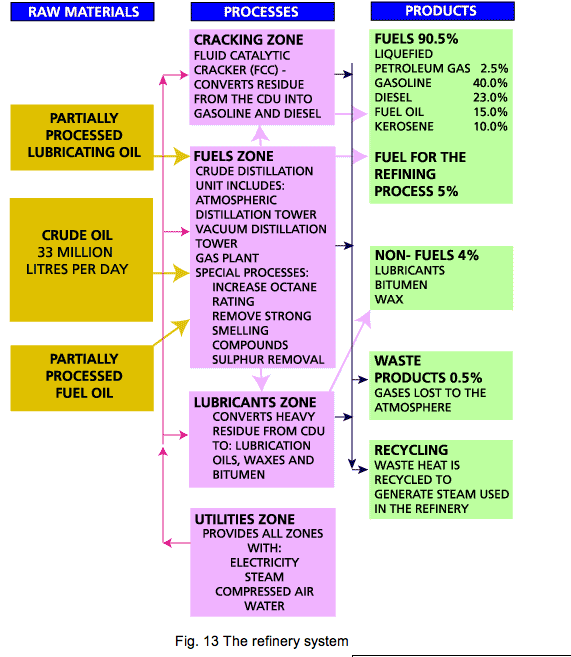 RAW MATERIALS
PROCESSES
PRODUCTS
PARTIALLY
PROCESSED
LUBRICATING OIL
CRUDE OIL
33 MILLION
LITRES PER DAY
PARTIALLY
PROCESSED
FUEL OIL
CRACKING ZONE
FLUID CATALYTIC
CRACKER (FCC) -
CONVERTS RESIDUE
FROM THE CDU INTO
GASOLINE AND DIESEL
FUELS ZONE
CRUDE DISTILLATION
UNIT INCLUDES:
ATMOSPHERIC
DISTILLATION TOWER
VACUUM DISTILLATION
TOWER
GAS PLANT
SPECIAL PROCESSES:
INCREASE OCTANE
RATING
REMOVE STRONG
SMELLING
COMPOUNDS
SULPHUR REMOVAL
LUBRICANTS ZONE
CONVERTS HEAVY
RESIDUE FROM CDU
TO: LUBRICATION
OILS, WAXES AND
BITUMEN
UTILITIES ZONE
PROVIDES ALL ZONES
WITH:
ELECTRICITY
STEAM
COMPRESSED AIR
WATER
FUELS 90.5%
LIQUEFIED
PETROLEUM GAS 2.5%
GASOLINE 40.0%
DIESEL 23.0%
FUEL OIL 15.0%
KEROSENE 10.0%
FUEL FOR THE
REFINING
PROCESS 5%
NON- FUELS 4%
LUBRICANTS
BITUMEN
WAX
WASTE
PRODUCTS 0.5%
GASES LOST TO THE
ATMOSPHERE
RECYCLING
WASTE HEAT IS
RECYCLED TO
GENERATE STEAM USED
IN THE REFINERY
Fig. 13 The refinery system